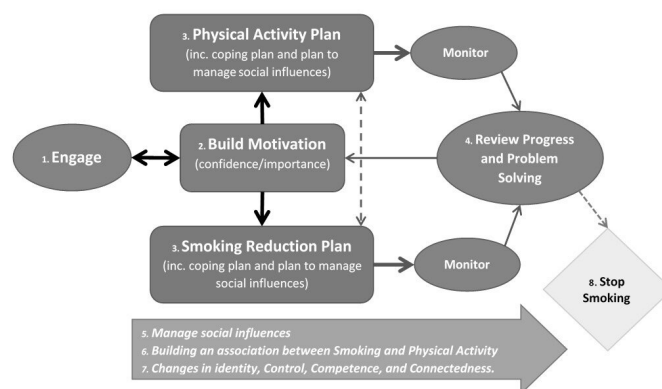 3. Physical Activity Plan
(inc. coping plan and plan to
manage social influences)
Monitor
1. Engage
2. Build Motivation
(confidence/importance)
4. Review Progress
and Problem
Solving
3. Smoking Reduction Plan
(inc. coping plan and plan to manage
social influences)
Monitor
8. Stop
Smoking
5. Manage social influences
6. Building an association between Smoking and Physical Activity
7. Changes in identity, Control, Competence, and Connectedness.